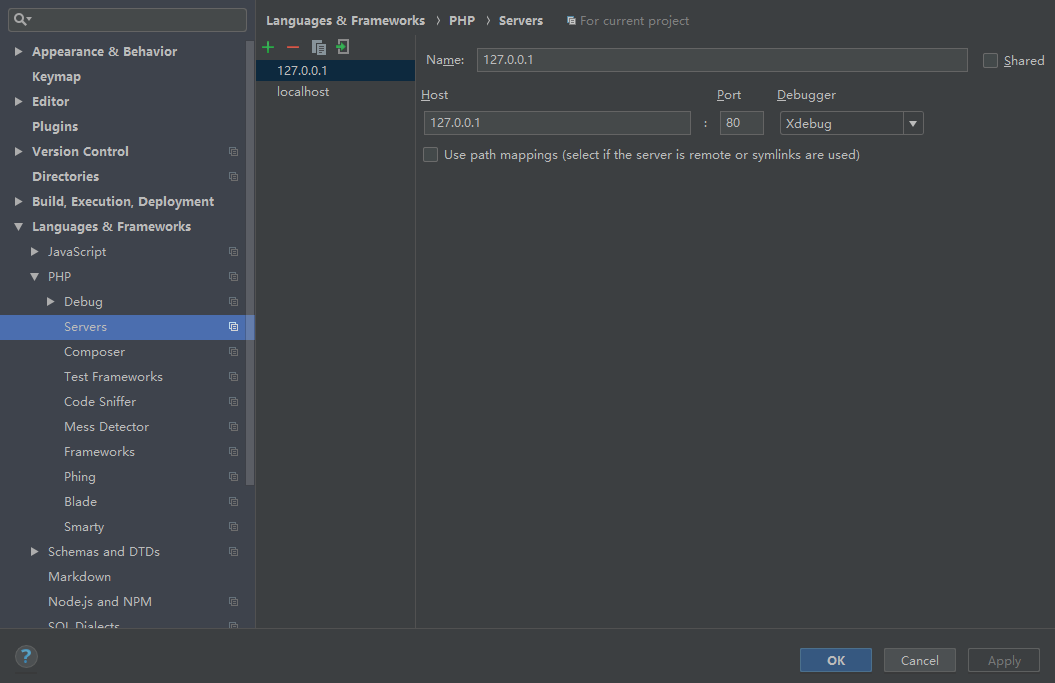 Languages & Frameworks › PHP › Servers For current project
Appearance & Behavior
Keymap
Editor
Plugins
Version Control
Directories
Build, Execution, Deployment
Languages & Frameworks
JavaScript
PHP
Debug
Servers
Composer
Test Frameworks
Code Sniffer
Mess Detector
Frameworks
Phing
Blade
Smarty
Schemas and DTDs
Markdown
Node.js and NPM
SQL Dialects
127.0.0.1
localhost
Name: 127.0.0.1 Shared
Host Port Debugger
127.0.0.1 : 80 Xdebug
Use path mappings (select if the server is remote or symlinks are used)
?
OK Cancel Apply